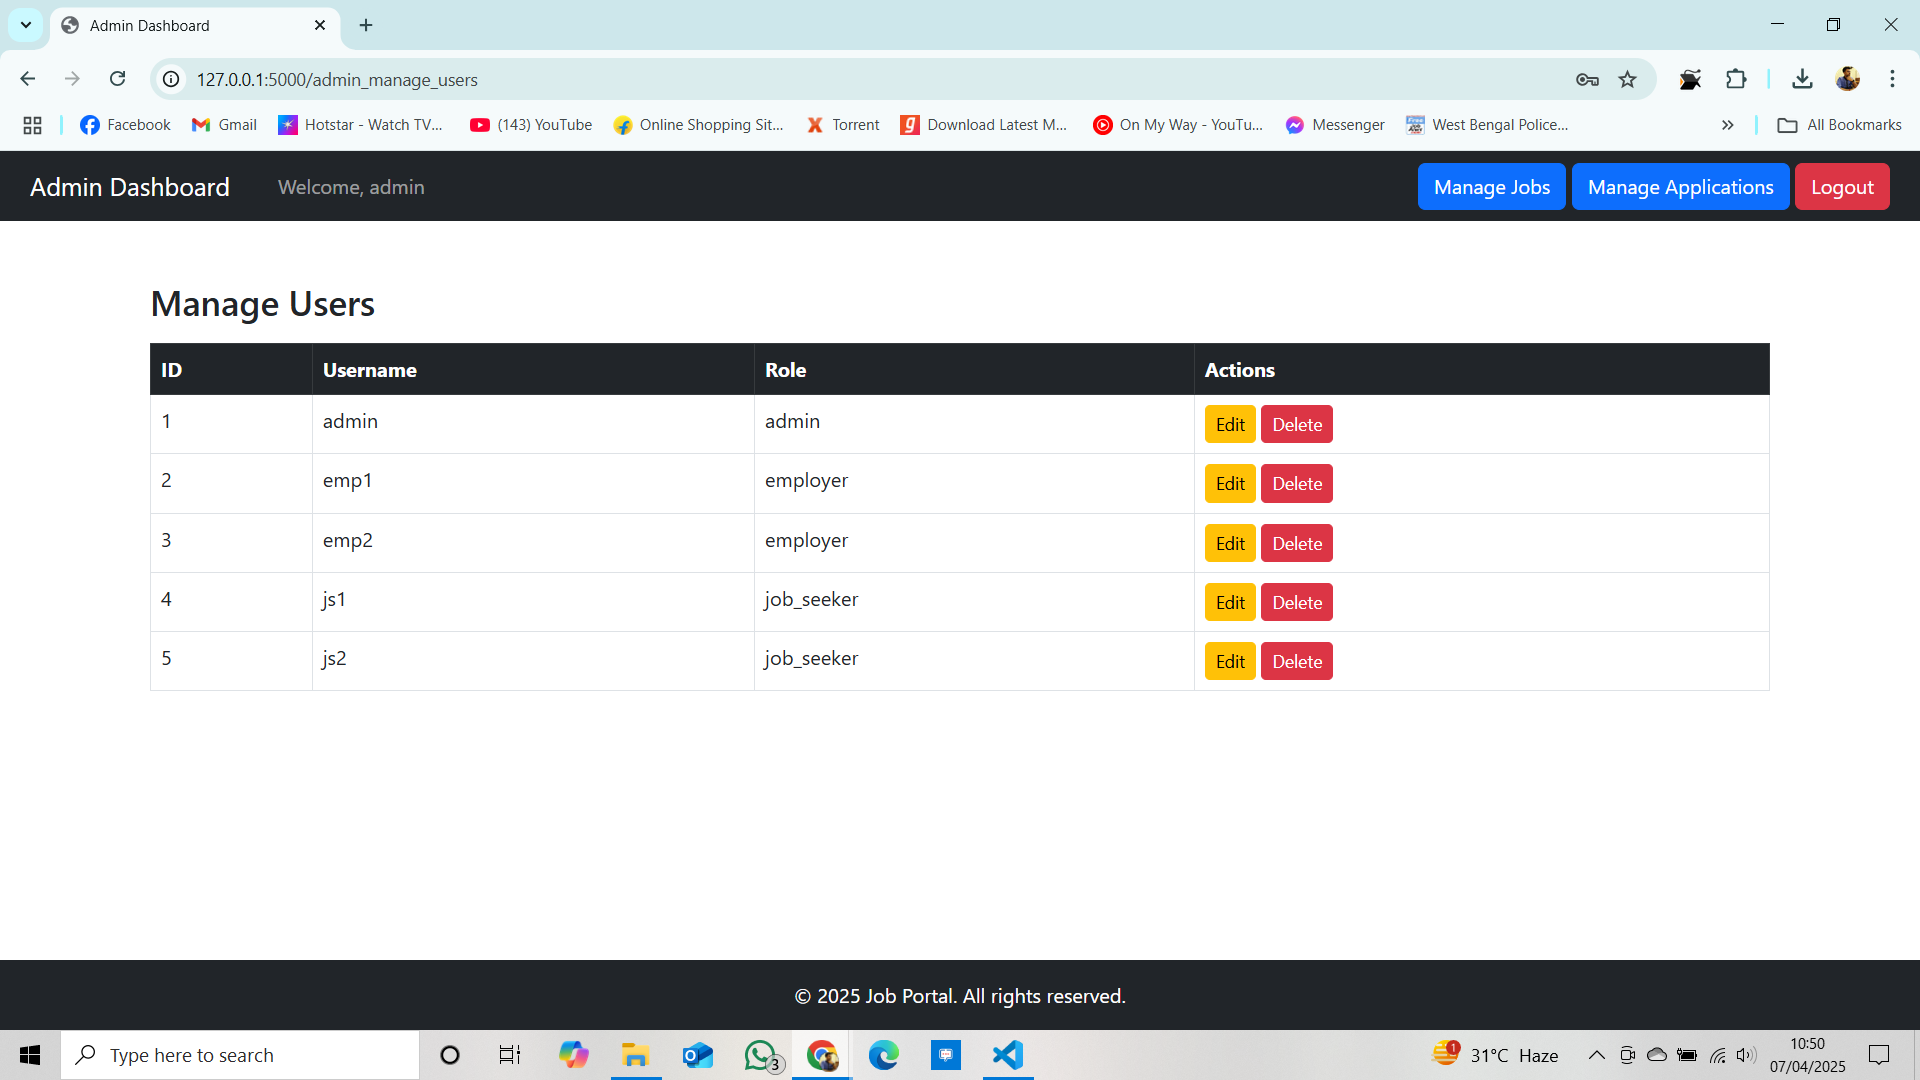 Admin Dashboard
127.0.0.1:5000/admin_manage_users
Facebook Gmail Hotstar - Watch TV... (143) YouTube Online Shopping Sit... Torrent Download Latest M... On My Way - YouTu... Messenger West Bengal Police... » All Bookmarks
Admin Dashboard Welcome, admin Manage Jobs Manage Applications Logout
Manage Users
ID Username Role Actions
1 admin admin Edit Delete
2 emp1 employer Edit Delete
3 emp2 employer Edit Delete
4 js1 job_seeker Edit Delete
5 js2 job_seeker Edit Delete
© 2025 Job Portal. All rights reserved.
Type here to search 3 1 31°C Haze 10:50
07/04/2025